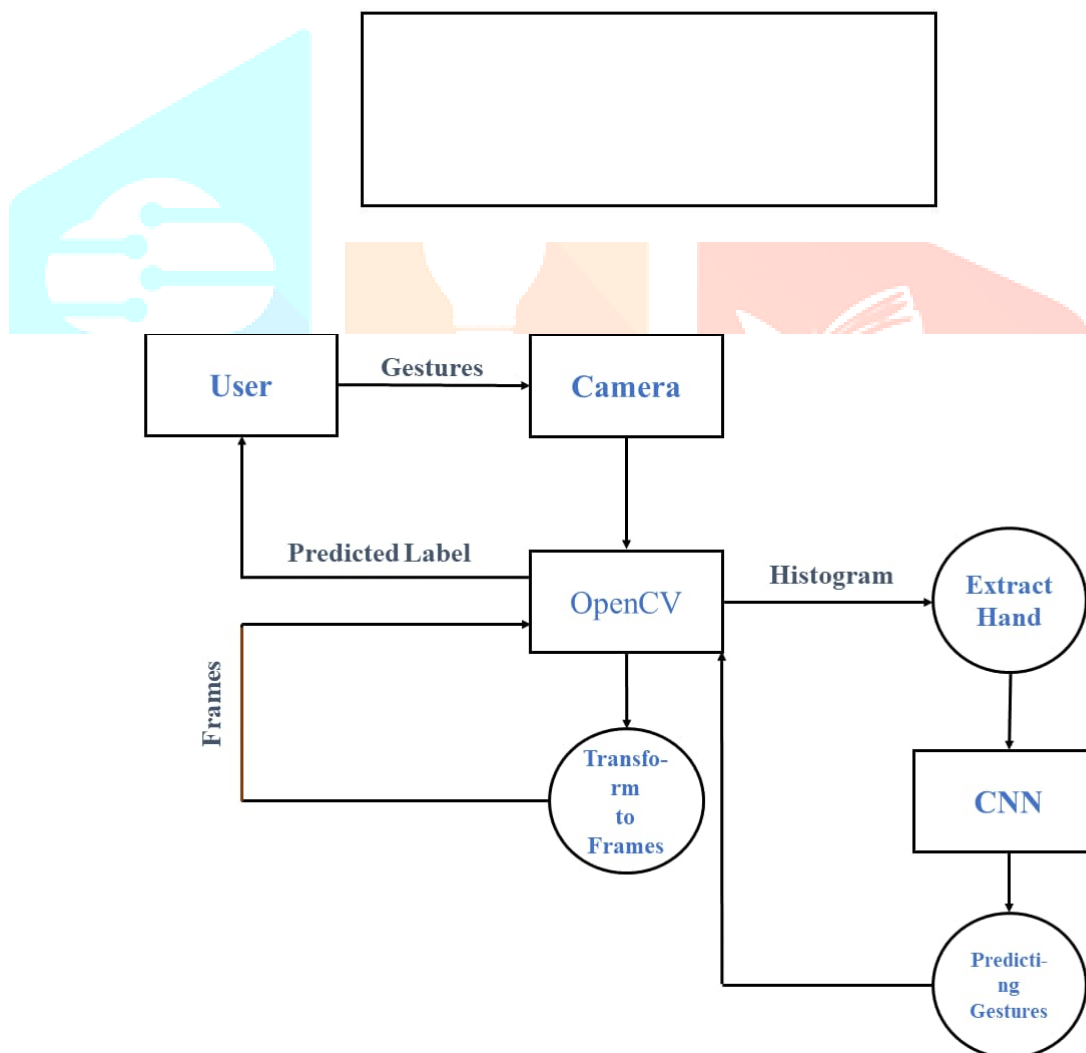 Gestures
User
Camera
Predicted Label
Histogram
OpenCV
Extract
Hand
Frames
Transfo-
rm
to
Frames
CNN
Predicti-
ng
Gestures